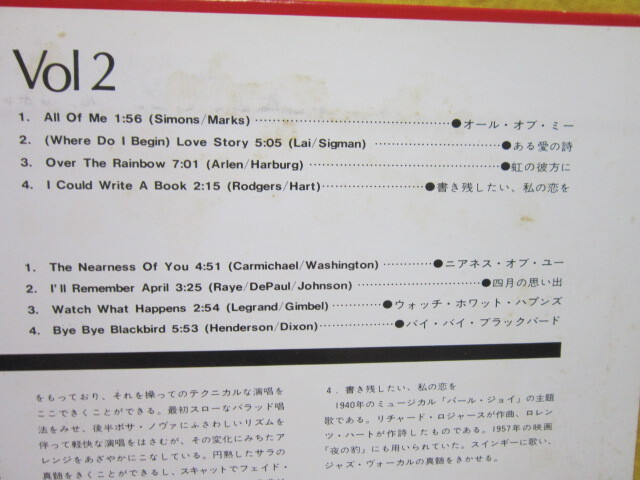 Vol 2
1. All Of Me 1:56 (Simons/Marks) ●オール・オブ・ミー
2. (Where Do I Begin) Love Story 5:05 (Lai/Sigman) ●ある愛の詩
3. Over The Rainbow 7:01 (Arlen/Harburg) ●虹の彼方に
4. I Could Write A Book 2:15 (Rodgers/Hart) ●書き残したい、私の恋を
1. The Nearness Of You 4:51 (Carmichael/Washington) ●ニアネス・オブ・ユー
2. I'll Remember April 3:25 (Raye/DePaul/Johnson) ●四月の思い出
3. Watch What Happens 2:54 (Legrand/Gimbel) ●ウォッチ・ホワット・ハプンズ
4. Bye Bye Blackbird 5:53 (Henderson/Dixon) ●バイ・バイ・ブラックバード
をもっており、それを操ってのテクニカルな演唱を
ここできくことができる。最初スローなバラッド唱
法をみせ、後半ボサ・ノヴァにふさわしいリズムを
伴って軽快な演唱をはさむが、その変化にみちたア
レンジをあざやかにこなしている。円熟したサラの
真髄をきくことができるし、スキャットでフェイド・
4．書き残したい、私の恋を
1940年のミュージカル「パール・ジョイ」の主題
歌である。リチャード・ロジャースが作曲、ロレン
ツ・ハートが作詩したものである。1957年の映画
「夜の豹」にも用いられていた。スインギーに歌い、
ジャズ・ヴォーカルの真髄をきかせる。